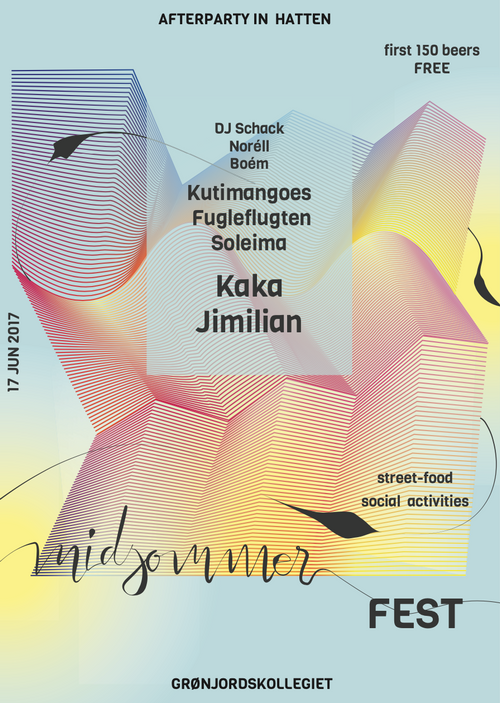 AFTERPARTY IN HATTEN
first 150 beers
FREE
DJ Schack
Noréll
Boém
Kutimangoes
Fugleflugten
Soleima
Kaka
Jimilian
17 JUN 2017
street-food
social activities
midsommer
FEST
GRØNJORDSKOLLEGIET